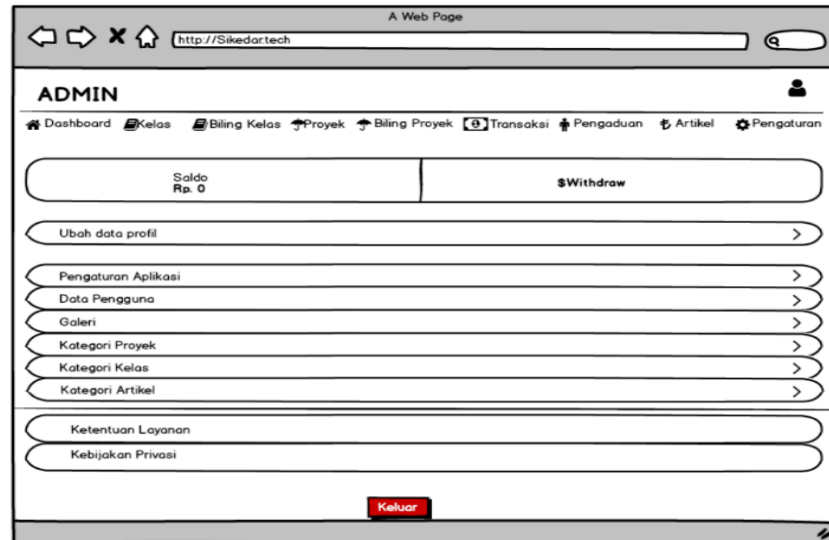 A Web Page
http://Sikedar.tech
ADMIN
Dashboard Kelas Biling Kelas Proyek Biling Proyek Transaksi Pengaduan Artikel Pengaturan
Saldo
Rp. 0
$Withdraw
Ubah data profil
Pengaturan Aplikasi
Data Pengguna
Galeri
Kategori Proyek
Kategori Kelas
Kategori Artikel
Ketentuan Layanan
Kebijakan Privasi
Keluar